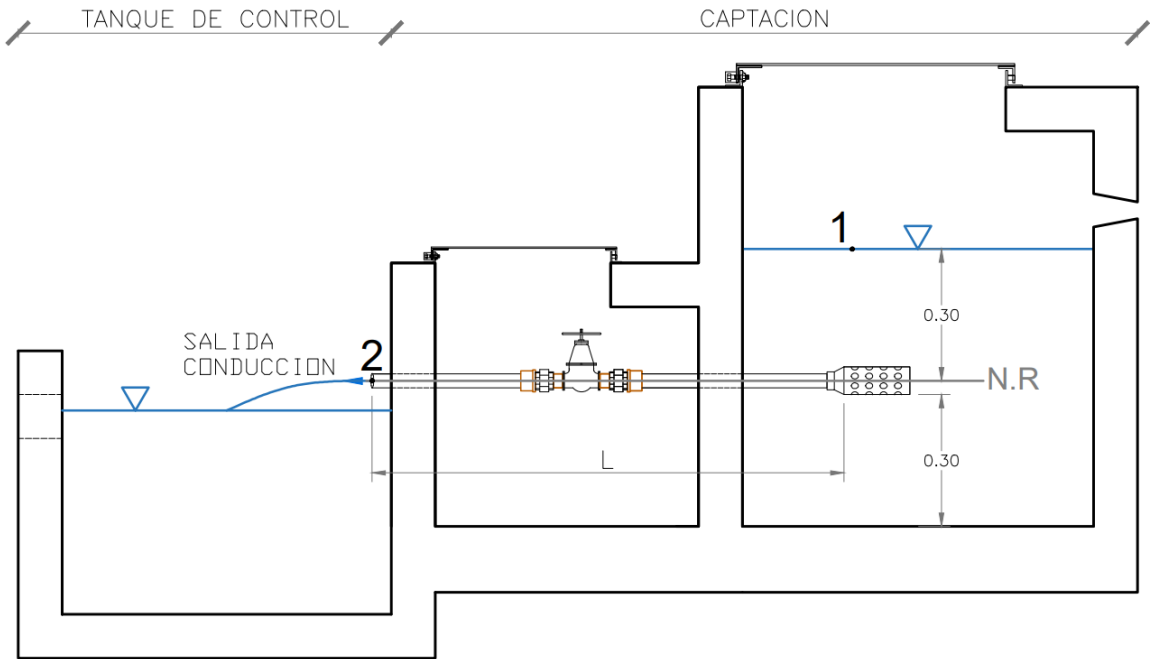 TANQUE DE CONTROL
CAPTACION
1
0.30
SALIDA
CONDUCCION
2
N.R
0.30
L